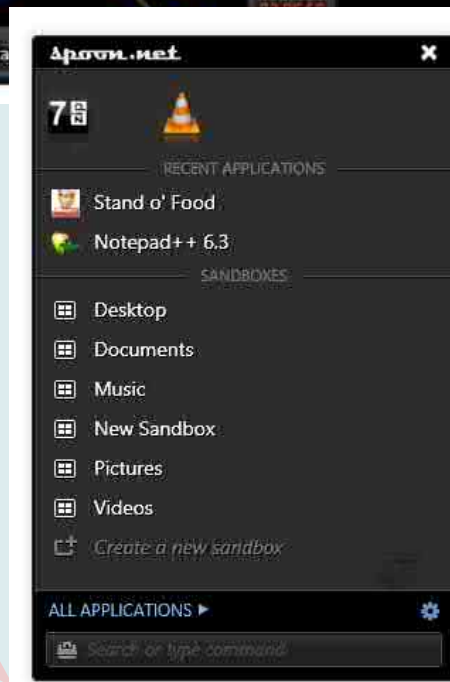 Spoon.net
7 ZIP
RECENT APPLICATIONS
Stand o' Food
Notepad++ 6.3
SANDBOXES
Desktop
Documents
Music
New Sandbox
Pictures
Videos
Create a new sandbox
ALL APPLICATIONS
Search or type command